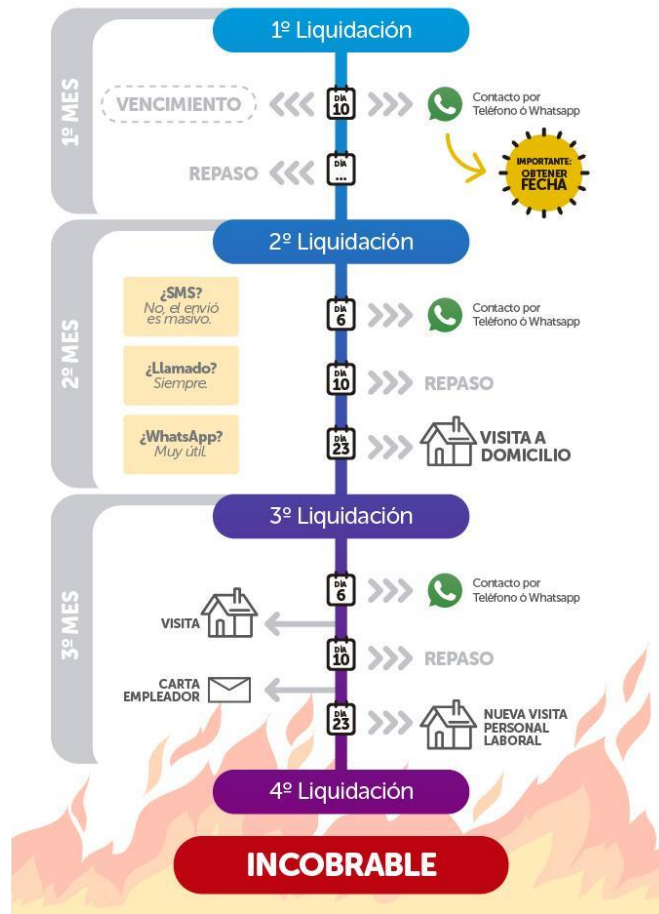 1º Liquidación
1º MES
VENCIMIENTO
DÍA
10
Contacto por
Teléfono ó Whatsapp
IMPORTANTE:
OBTENER
FECHA
REPASO
DÍA
...
2º Liquidación
2º MES
¿SMS?
No, el envió
es masivo.
DÍA
6
Contacto por
Teléfono ó Whatsapp
¿Llamado?
Siempre.
DÍA
10
REPASO
¿WhatsApp?
Muy útil.
DÍA
23
VISITA A
DOMICILIO
3º Liquidación
3º MES
DÍA
6
Contacto por
Teléfono ó Whatsapp
VISITA
DÍA
10
REPASO
CARTA
EMPLEADOR
DÍA
23
NUEVA VISITA
PERSONAL
LABORAL
4º Liquidación
INCOBRABLE